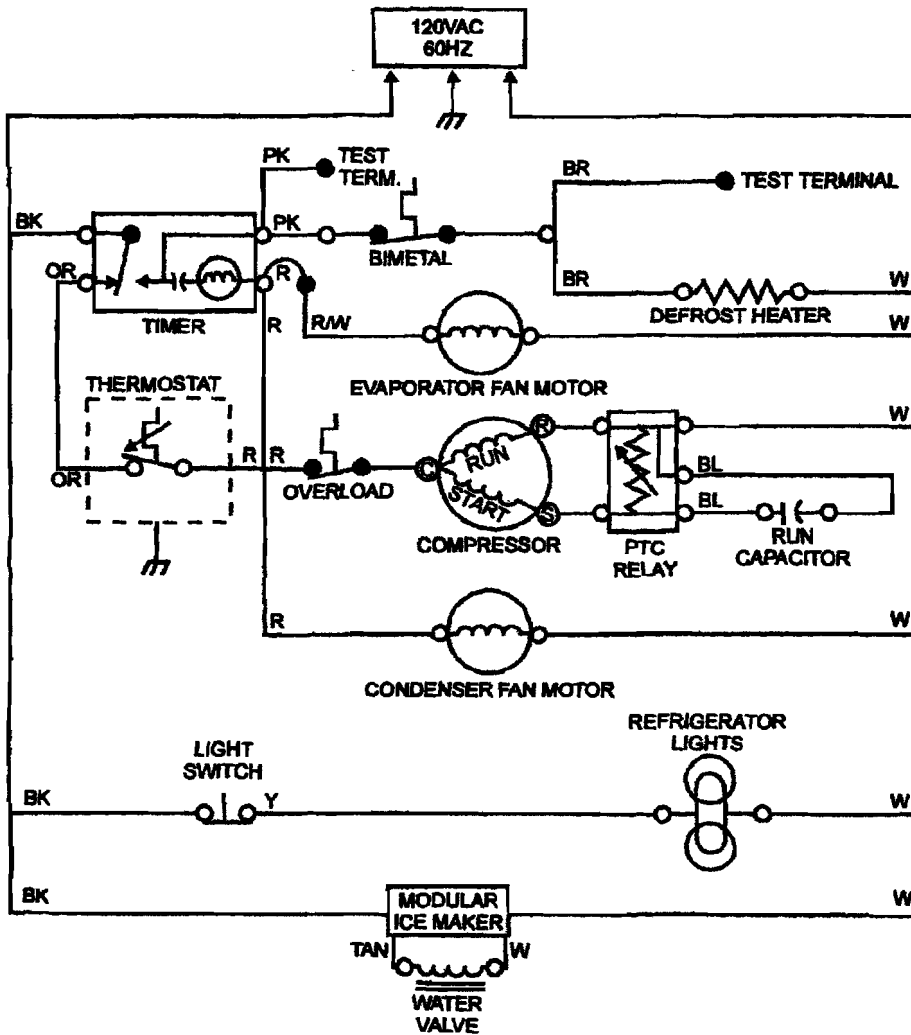 120VAC
60HZ
PK
TEST
TERM.
BR
TEST TERMINAL
BK
PK
BIMETAL
OR
R
BR
DEFROST HEATER
W
TIMER
R
R/W
W
EVAPORATOR FAN MOTOR
THERMOSTAT
R
W
RUN
OR
R
R
C
BL
OVERLOAD
START
S
BL
COMPRESSOR
PTC
RELAY
RUN
CAPACITOR
R
W
CONDENSER FAN MOTOR
REFRIGERATOR
LIGHTS
LIGHT
SWITCH
BK
Y
W
BK
MODULAR
ICE MAKER
W
TAN
W
WATER
VALVE